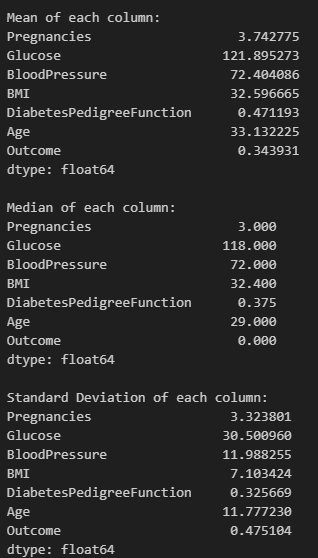 Mean of each column:
Pregnancies 3.742775
Glucose 121.895273
BloodPressure 72.404086
BMI 32.596665
DiabetesPedigreeFunction 0.471193
Age 33.132225
Outcome 0.343931
dtype: float64

Median of each column:
Pregnancies 3.000
Glucose 118.000
BloodPressure 72.000
BMI 32.400
DiabetesPedigreeFunction 0.375
Age 29.000
Outcome 0.000
dtype: float64

Standard Deviation of each column:
Pregnancies 3.323801
Glucose 30.500960
BloodPressure 11.988255
BMI 7.103424
DiabetesPedigreeFunction 0.325669
Age 11.777230
Outcome 0.475104
dtype: float64